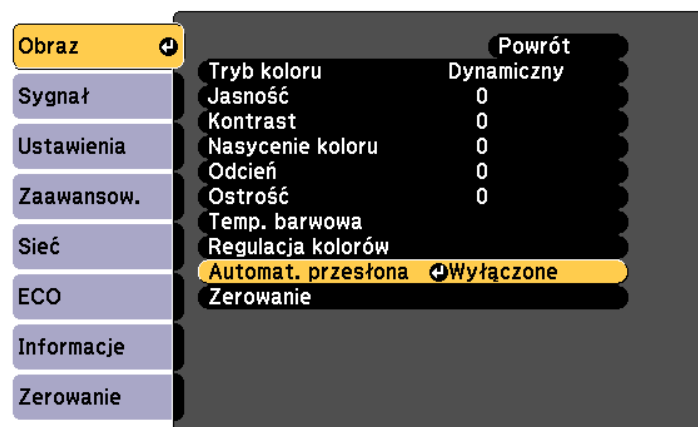 Obraz
Sygnał
Ustawienia
Zaawansow.
Sieć
ECO
Informacje
Zerowanie
Powrót
Tryb koloru Dynamiczny
Jasność 0
Kontrast 0
Nasycenie koloru 0
Odcień 0
Ostrość 0
Temp. barwowa
Regulacja kolorów
Automat. przesłona Wyłączone
Zerowanie